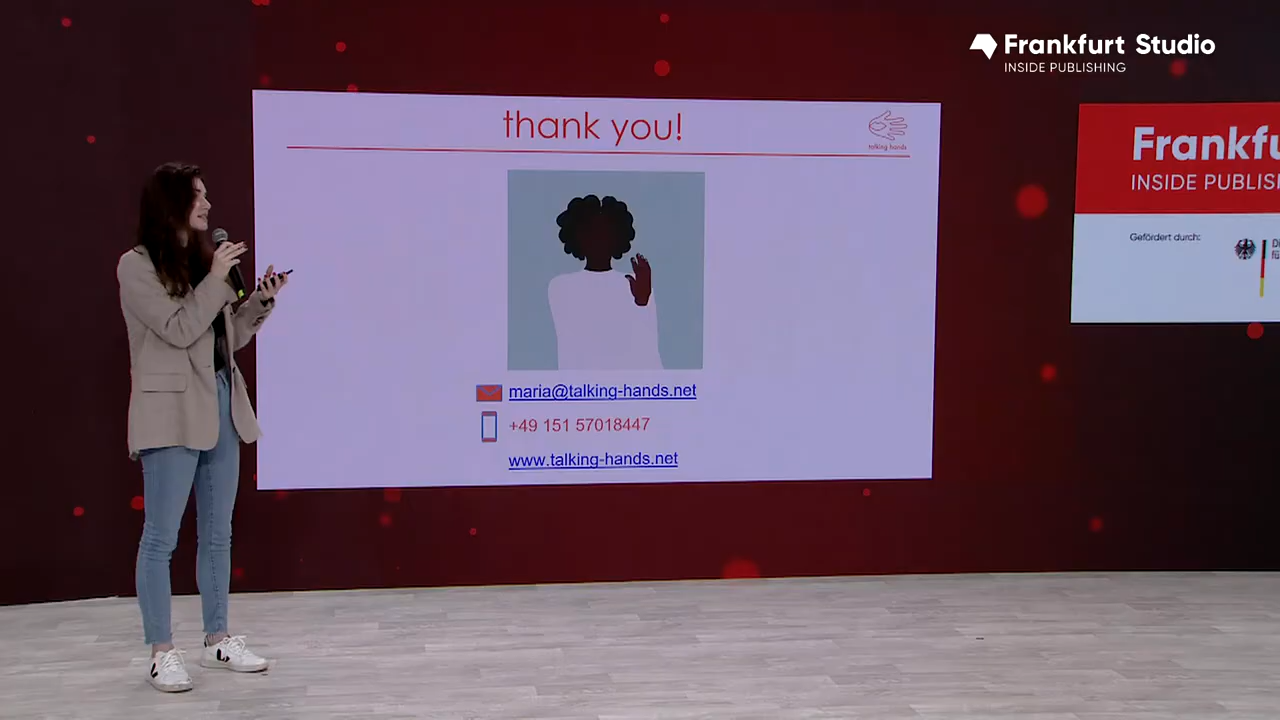 Frankfurt Studio
INSIDE PUBLISHING
thank you!
talking hands
maria@talking-hands.net
+49 151 57018447
www.talking-hands.net
Frankfu
INSIDE PUBLIS
Gefördert durch: